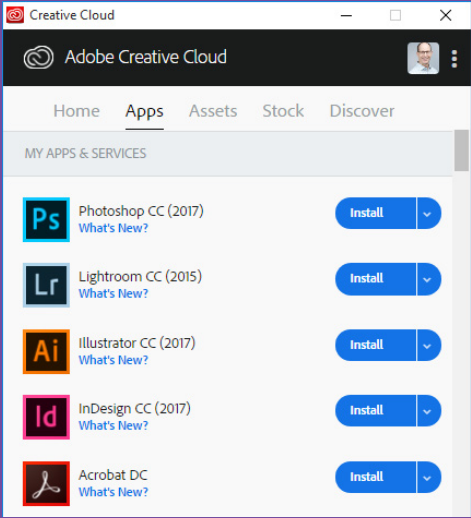 Creative Cloud
Adobe Creative Cloud
Home Apps Assets Stock Discover
MY APPS & SERVICES
Ps Photoshop CC (2017) Install
What's New?
Lr Lightroom CC (2015) Install
What's New?
Ai Illustrator CC (2017) Install
What's New?
Id InDesign CC (2017) Install
What's New?
Acrobat DC Install
What's New?